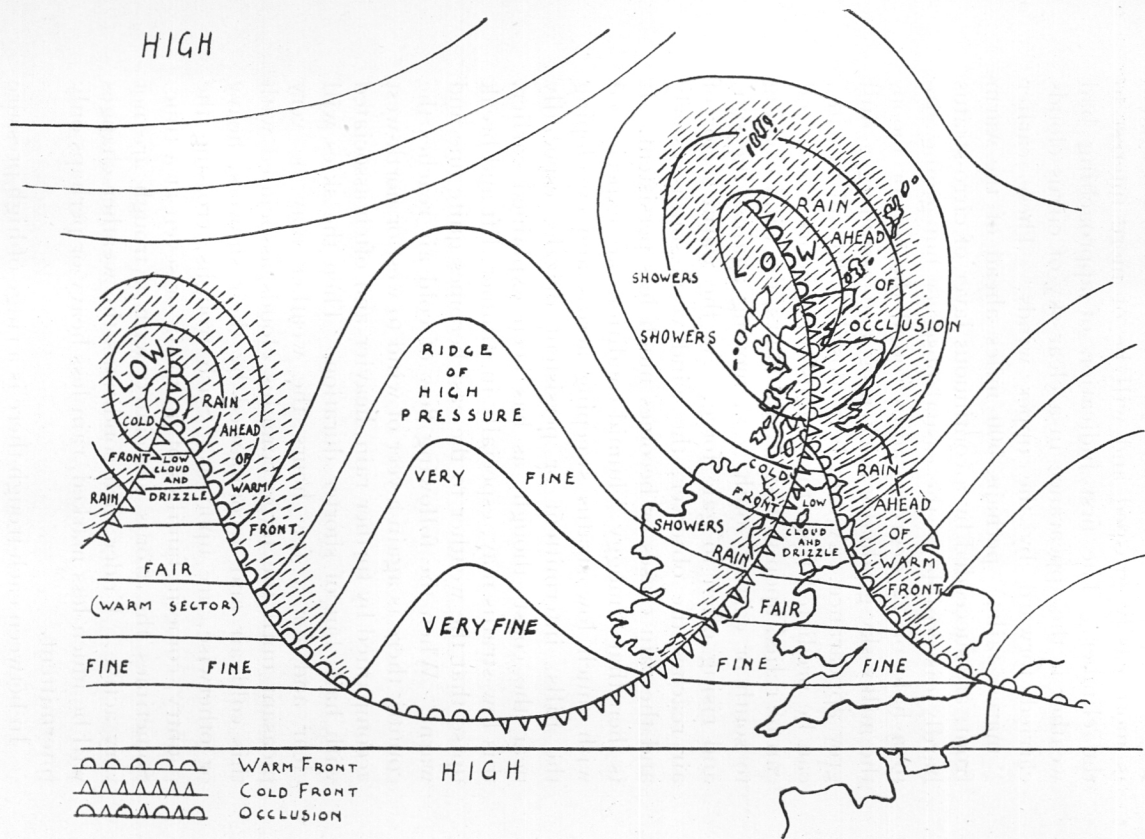 HIGH
LOW
COLD
FRONT
RAIN
RAIN
AHEAD
OF
WARM
FRONT
LOW
CLOUD
AND
DRIZZLE
FAIR
(WARM SECTOR)
FINE FINE
RIDGE
OF
HIGH
PRESSURE
VERY FINE
VERY FINE
LOW
RAIN
AHEAD
OF
OCCLUSION
SHOWERS
SHOWERS
COLD
FRONT
SHOWERS
RAIN
LOW
CLOUD
AND
DRIZZLE
RAIN
AHEAD
OF
WARM
FRONT
FAIR
FINE FINE
HIGH
WARM FRONT
COLD FRONT
OCCLUSION